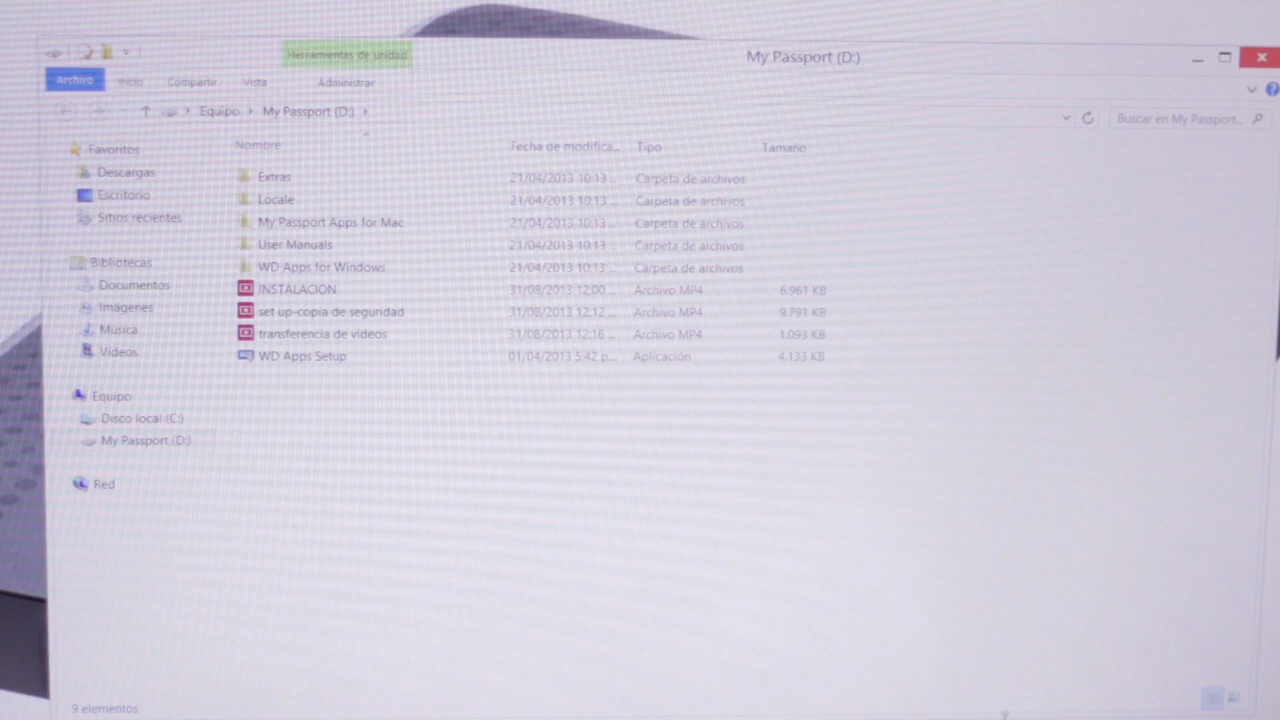 Herramientas de unidad
My Passport (D:)
Archivo Inicio Compartir Vista Administrar
Equipo My Passport (D:) Buscar en My Passport...
Nombre Fecha de modifica... Tipo Tamaño
Favoritos
Descargas
Escritorio
Sitios recientes
Bibliotecas
Documentos
Imágenes
Música
Vídeos
Equipo
Disco local (C:)
My Passport (D:)
Red
Extras 21/04/2013 10:13 ... Carpeta de archivos
Locale 21/04/2013 10:13 ... Carpeta de archivos
My Passport Apps for Mac 21/04/2013 10:13 ... Carpeta de archivos
User Manuals 21/04/2013 10:13 ... Carpeta de archivos
WD Apps for Windows 21/04/2013 10:13 ... Carpeta de archivos
INSTALACION 31/08/2013 12:00 ... Archivo MP4 6.961 KB
set up-copia de seguridad 31/08/2013 12:12 ... Archivo MP4 9.791 KB
transferencia de videos 31/08/2013 12:16 ... Archivo MP4 1.093 KB
WD Apps Setup 01/04/2013 5:42 p... Aplicación 4.133 KB
9 elementos